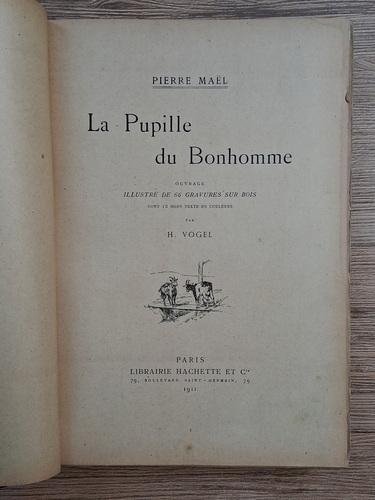 PIERRE MAËL
La Pupille
du Bonhomme
OUVRAGE
ILLUSTRÉ DE 66 GRAVURES SUR BOIS
DONT 12 HORS TEXTE EN COULEURS
PAR
H. VOGEL
PARIS
LIBRAIRIE HACHETTE ET Cie
79, BOULEVARD SAINT-GERMAIN, 79
1911